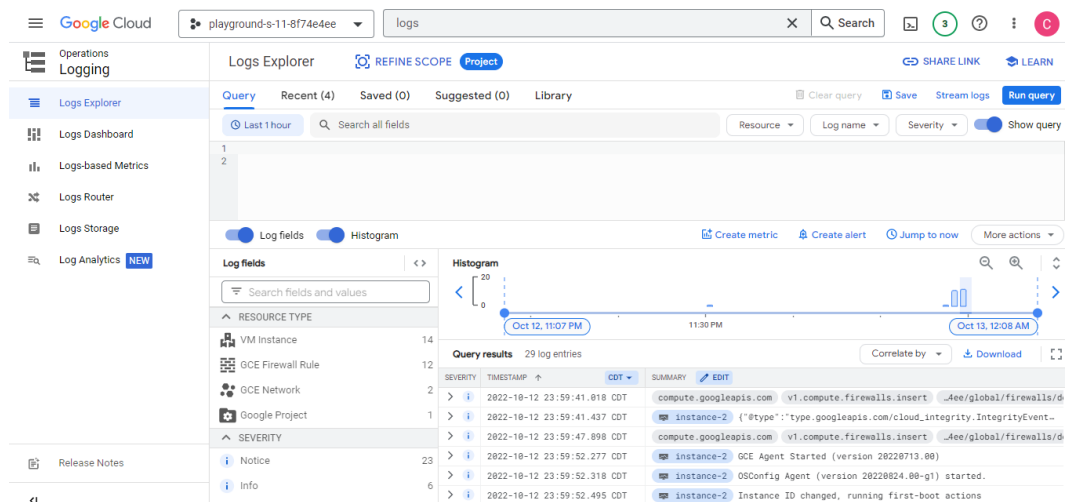 Google Cloud
playground-s-11-8f74e4ee
logs
Search
3
C
Operations
Logging
Logs Explorer
REFINE SCOPE
Project
SHARE LINK
LEARN
Logs Explorer
Logs Dashboard
Logs-based Metrics
Logs Router
Logs Storage
Log Analytics NEW
Release Notes
Query Recent (4) Saved (0) Suggested (0) Library
Clear query Save Stream logs Run query
Last 1 hour Search all fields Resource Log name Severity Show query
1
2
Log fields Histogram
Create metric Create alert Jump to now More actions
Log fields
Search fields and values
RESOURCE TYPE
VM Instance 14
GCE Firewall Rule 12
GCE Network 2
Google Project 1
SEVERITY
Notice 23
Info 6
Histogram
20
0
Oct 12, 11:07 PM 11:30 PM Oct 13, 12:08 AM
Query results 29 log entries Correlate by Download
SEVERITY TIMESTAMP CDT SUMMARY EDIT
2022-10-12 23:59:41.018 CDT compute.googleapis.com v1.compute.firewalls.insert …4ee/global/firewalls/de
2022-10-12 23:59:41.437 CDT instance-2 {"@type":"type.googleapis.com/cloud_integrity.IntegrityEvent…
2022-10-12 23:59:47.898 CDT compute.googleapis.com v1.compute.firewalls.insert …4ee/global/firewalls/de
2022-10-12 23:59:52.277 CDT instance-2 GCE Agent Started (version 20220713.00)
2022-10-12 23:59:52.318 CDT instance-2 OSConfig Agent (version 20220824.00-g1) started.
2022-10-12 23:59:52.495 CDT instance-2 Instance ID changed, running first-boot actions